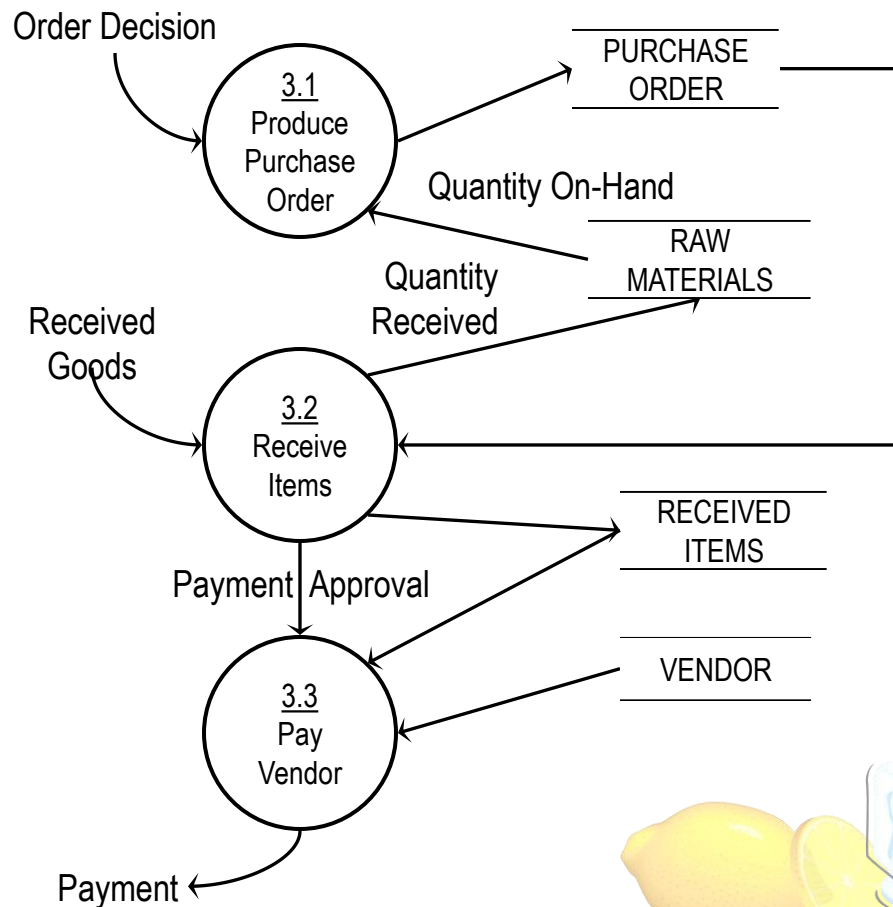 Order Decision
3.1
Produce
Purchase
Order
PURCHASE
ORDER
Quantity On-Hand
RAW
MATERIALS
Quantity
Received
Received
Goods
3.2
Receive
Items
RECEIVED
ITEMS
Payment Approval
VENDOR
3.3
Pay
Vendor
Payment